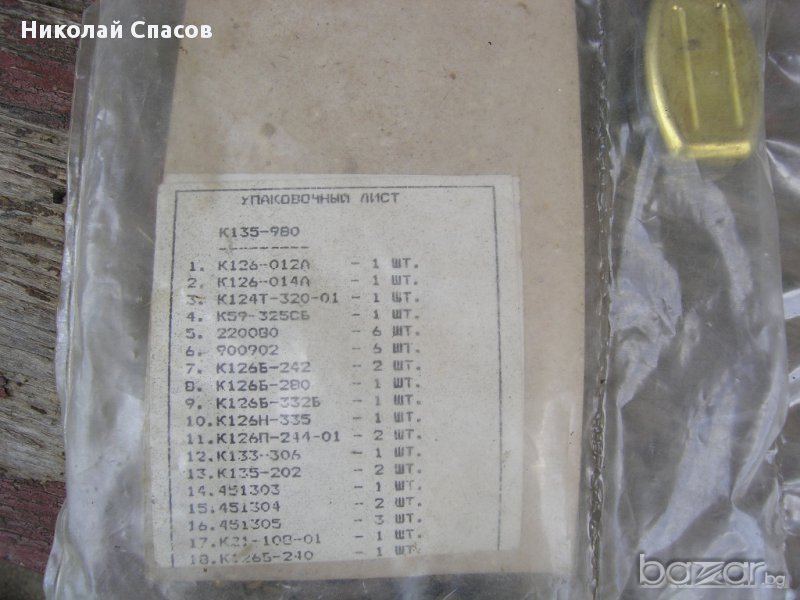 Николай Спасов
УПАКОВОЧНЫЙ ЛИСТ
К135-980
----------
1. К126-012А - 1 ШТ.
2. К126-014А - 1 ШТ.
3. К124Т-320-01 - 1 ШТ.
4. К59-325СБ - 1 ШТ.
5. 220080 - 6 ШТ.
6. 900902 - 6 ШТ.
7. К126Б-242 - 2 ШТ.
8. К126Б-280 - 1 ШТ.
9. К126Б-332Б - 1 ШТ.
10.К126Н-335 - 1 ШТ.
11.К126П-244-01 - 2 ШТ.
12.К133-306 - 1 ШТ.
13.К135-202 - 2 ШТ.
14.451303 - 1 ШТ.
15.451304 - 2 ШТ.
16.451305 - 3 ШТ.
17.К21-108-01 - 1 ШТ.
18.К126Б-240 - 1 ШТ.
bazar.bg